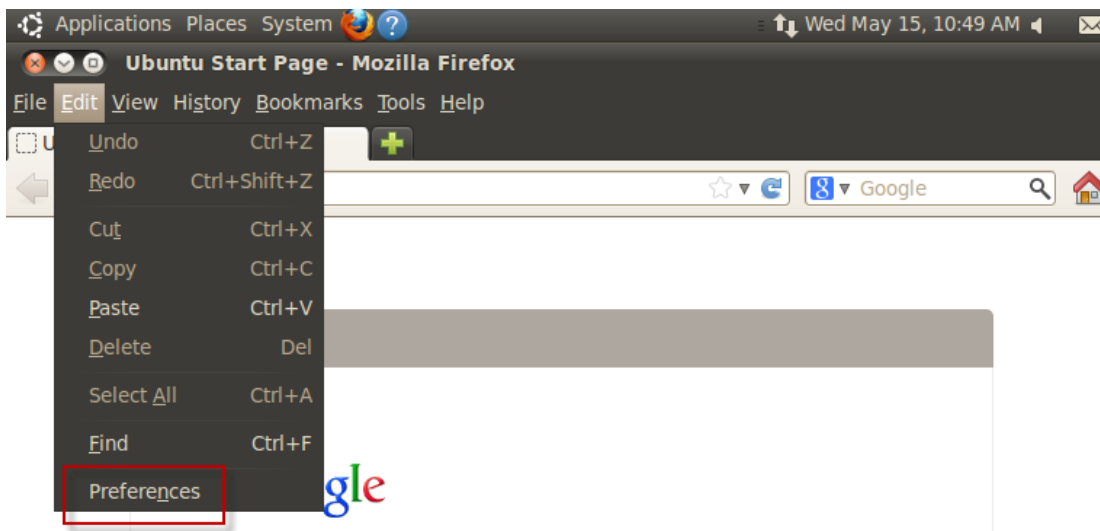 Applications Places System Wed May 15, 10:49 AM
Ubuntu Start Page - Mozilla Firefox
File Edit View History Bookmarks Tools Help
U
Undo Ctrl+Z
Redo Ctrl+Shift+Z
8 Google
Cut Ctrl+X
Copy Ctrl+C
Paste Ctrl+V
Delete Del
Select All Ctrl+A
Find Ctrl+F
Preferences
gle